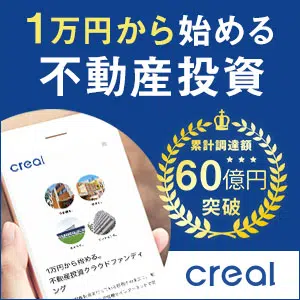 1万円から始める
不動産投資
creal
1万円から始める。
不動産投資クラウドファンディ
ング
累計調達額
60億円
突破
creal